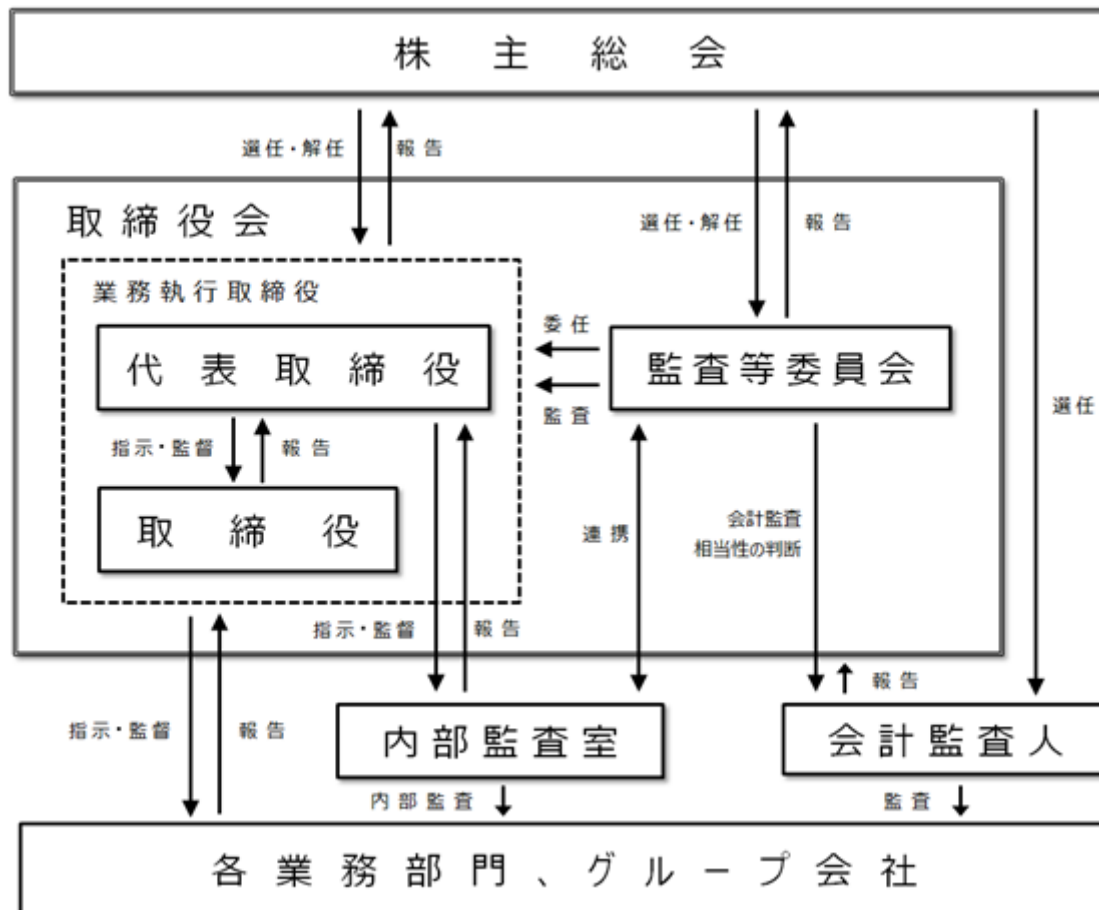 株主総会
選任・解任
報告
取締役会
選任・解任
報告
業務執行取締役
代表取締役
委任
監査
監査等委員会
選任
指示・監督
報告
取締役
連携
会計監査
相当性の判断
指示・監督
報告
報告
指示・監督
報告
内部監査室
会計監査人
内部監査
監査
各業務部門、グループ会社